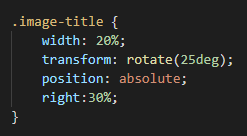 .image-title {
width: 20%;
transform: rotate(25deg);
position: absolute;
right:30%;
}